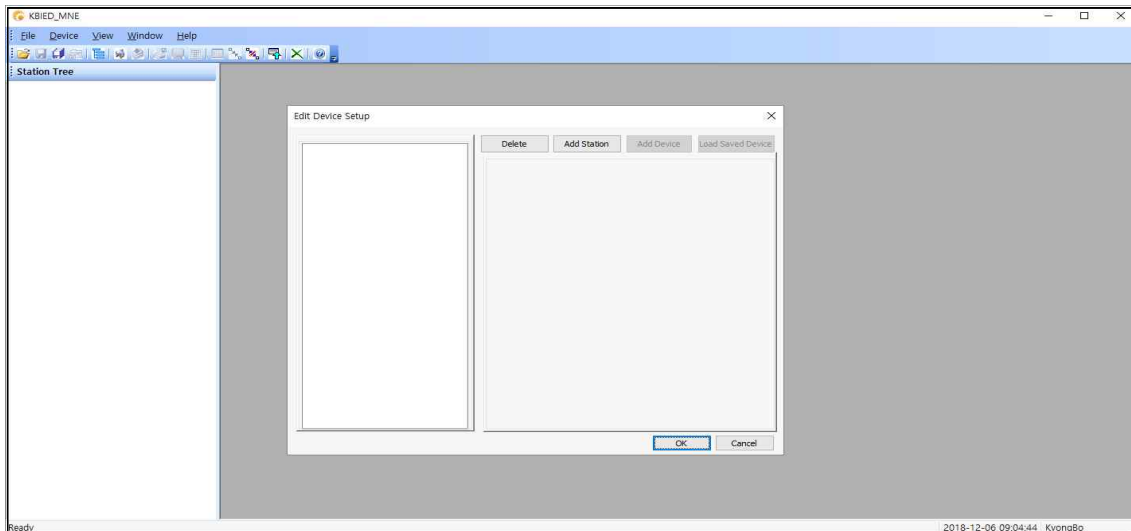 KBIED_MNE
File Device View Window Help
Station Tree
Edit Device Setup
Delete Add Station Add Device Load Saved Device
OK Cancel
Ready 2018-12-06 09:04:44 KyongBo